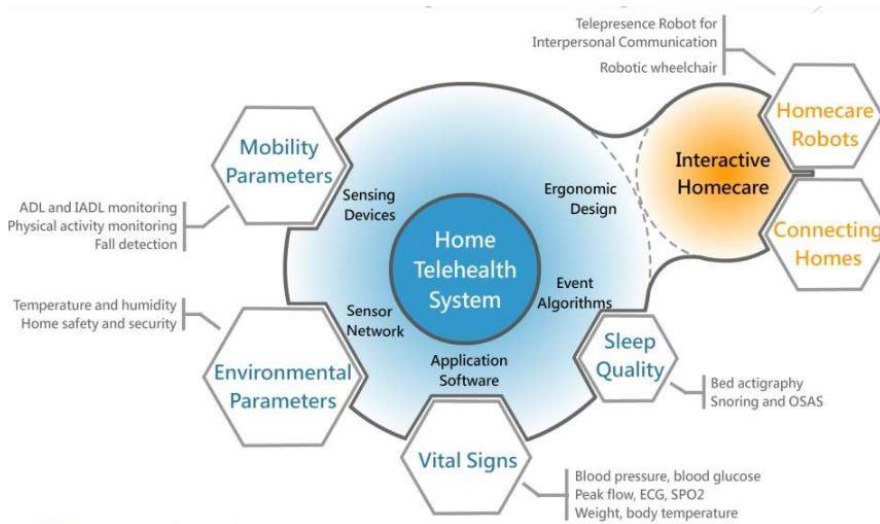 Telepresence Robot for
Interpersonal Communication
Robotic wheelchair
Homecare
Robots
Interactive
Homecare
Connecting
Homes
Mobility
Parameters
ADL and IADL monitoring
Physical activity monitoring
Fall detection
Sensing
Devices
Ergonomic
Design
Home
Telehealth
System
Temperature and humidity
Home safety and security
Environmental
Parameters
Sensor
Network
Event
Algorithms
Application
Software
Sleep
Quality
Bed actigraphy
Snoring and OSAS
Vital Signs
Blood pressure, blood glucose
Peak flow, ECG, SPO2
Weight, body temperature